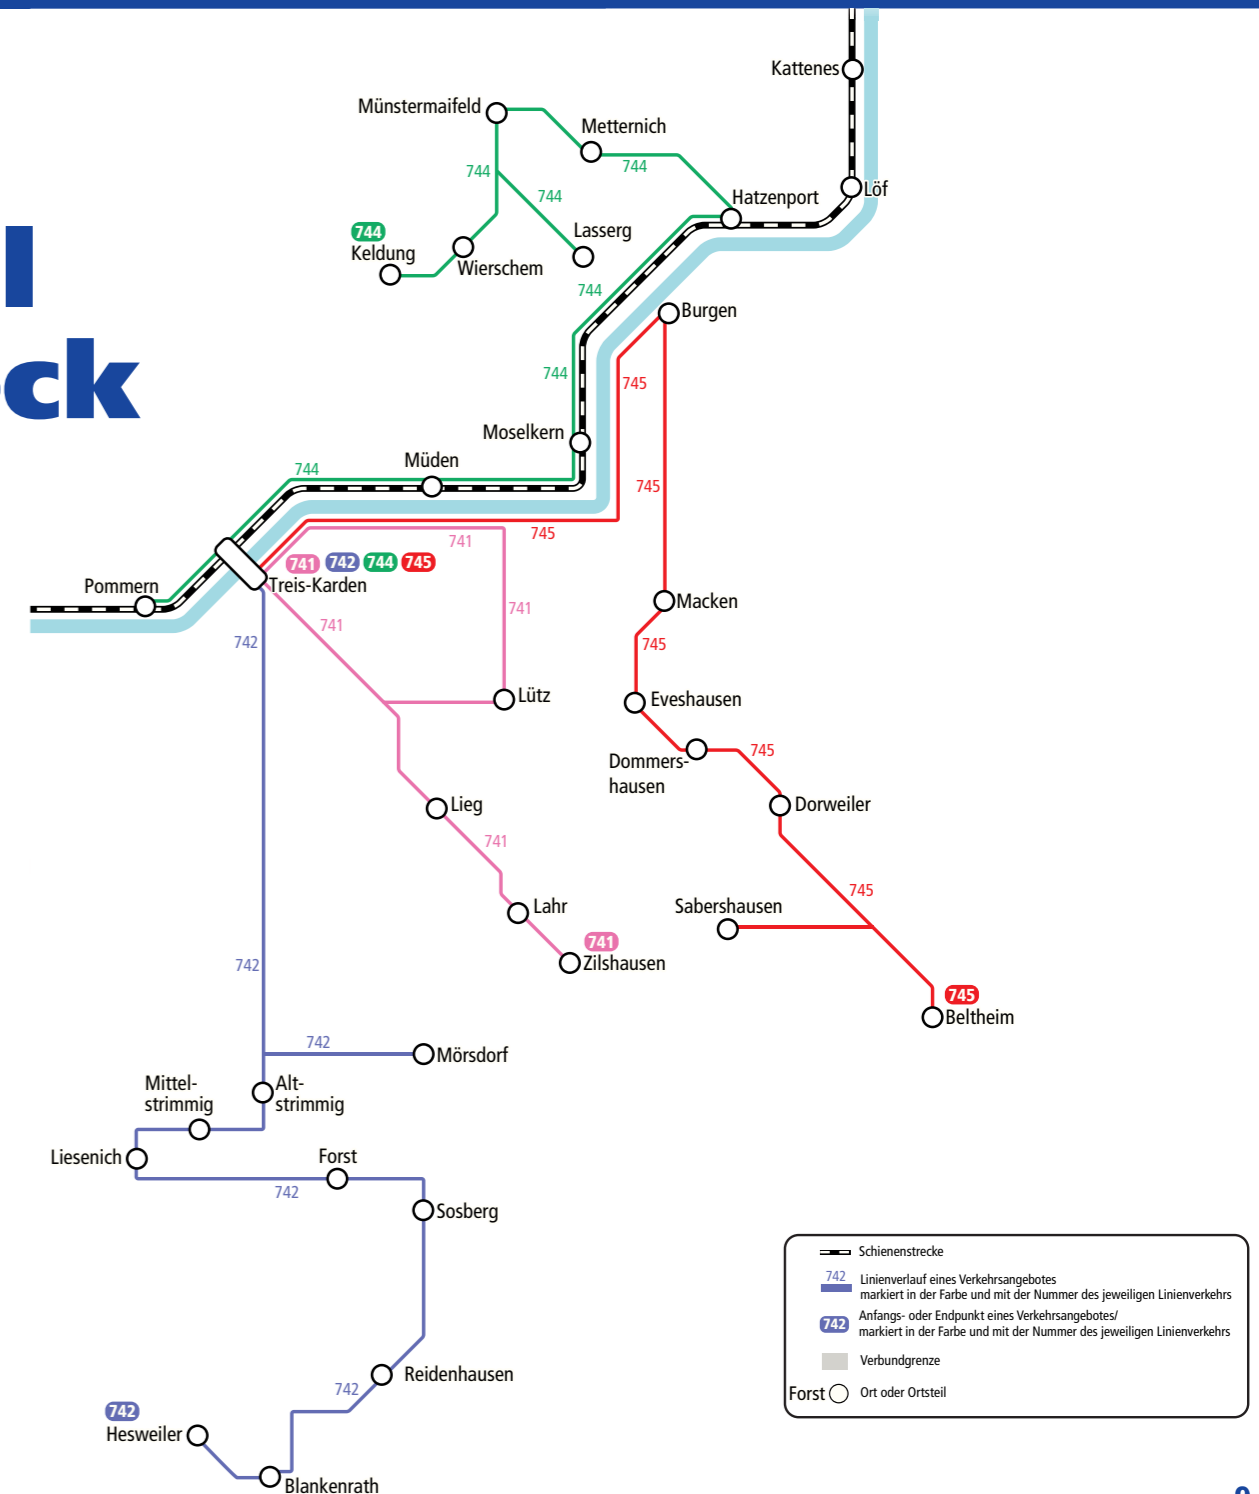 Kattenes
Münstermaifeld
Metternich
744
744
744
Hatzenport
Löf
744
Keldung
Lasserg
Wierschem
744
l
Burgen
ck
744
745
Moselkern
Müden
744
745
741
745
741 742 744 745
Treis-Karden
Pommern
741
Macken
742
741
745
Lütz
Eveshausen
Dommers-
hausen
745
Lieg
Dorweiler
741
745
Sabershausen
Lahr
741
Zilshausen
742
745
Beltheim
742
Mörsdorf
Mittel-
strimmig
Alt-
strimmig
Liesenich
Forst
742
Sosberg
Schienenstrecke
742
Linienverlauf eines Verkehrsangebotes
markiert in der Farbe und mit der Nummer des jeweiligen Linienverkehrs
742
Anfangs- oder Endpunkt eines Verkehrsangebotes/
markiert in der Farbe und mit der Nummer des jeweiligen Linienverkehrs
Verbundgrenze
Forst
Ort oder Ortsteil
Reidenhausen
742
742
Hesweiler
Blankenrath